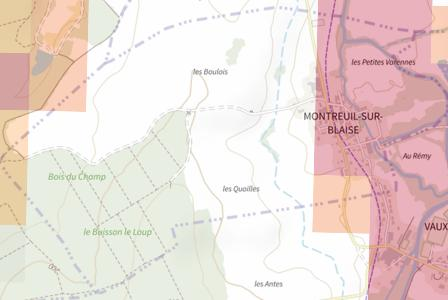 les Boulois
les Petites Varennes
MONTREUIL-SUR-
BLAISE
Au Rémy
Bois du Champ
les Quailles
le Buisson le Loup
VAUX
les Antes